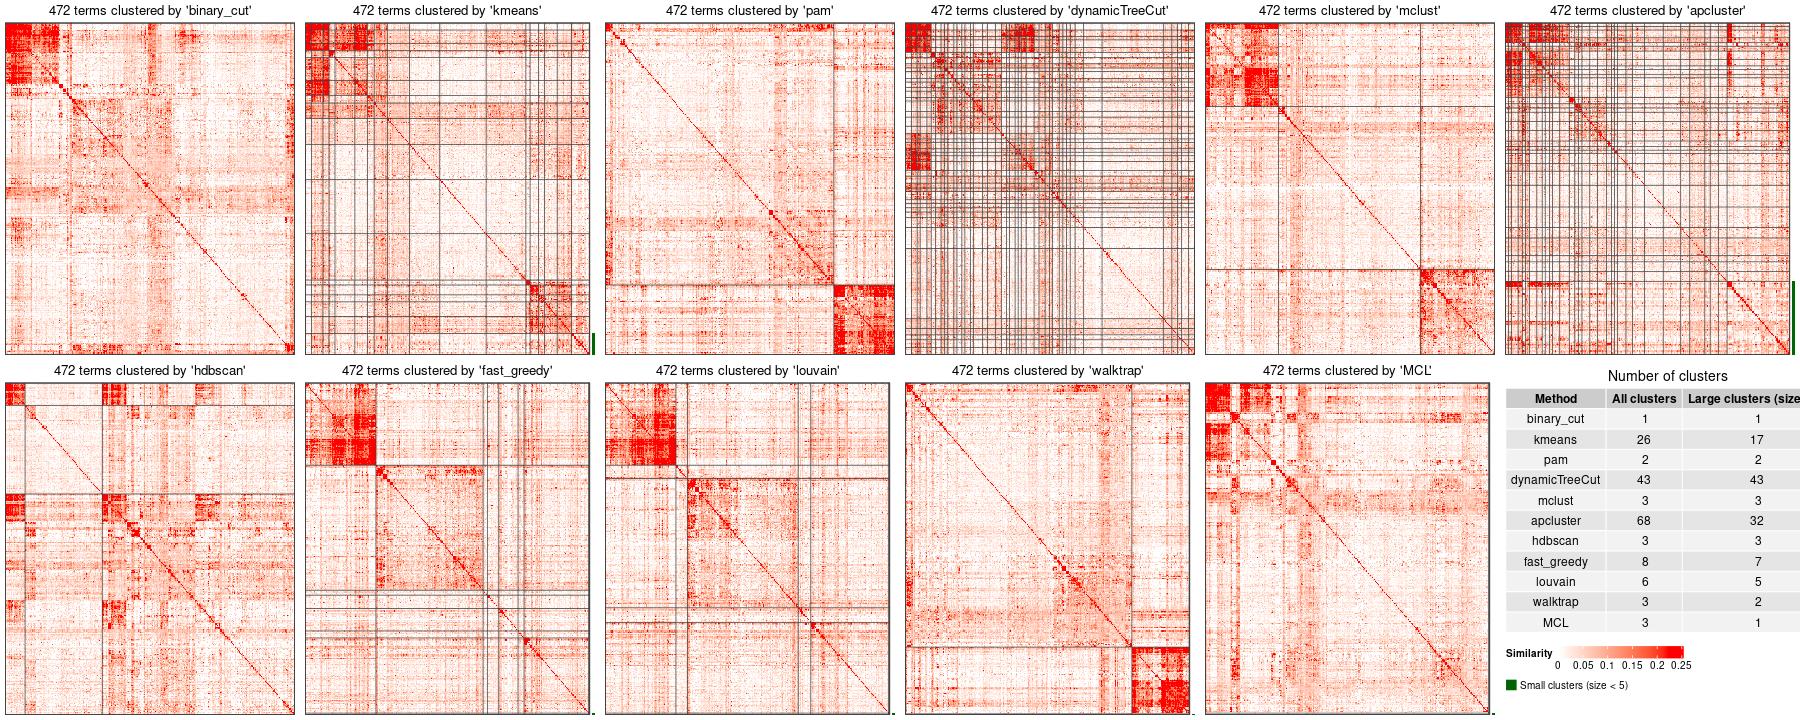 472 terms clustered by 'binary_cut'
472 terms clustered by 'kmeans'
472 terms clustered by 'pam'
472 terms clustered by 'dynamicTreeCut'
472 terms clustered by 'mclust'
472 terms clustered by 'apcluster'
472 terms clustered by 'hdbscan'
472 terms clustered by 'fast_greedy'
472 terms clustered by 'louvain'
472 terms clustered by 'walktrap'
472 terms clustered by 'MCL'
Number of clusters
Method All clusters Large clusters (size
binary_cut 1 1
kmeans 26 17
pam 2 2
dynamicTreeCut 43 43
mclust 3 3
apcluster 68 32
hdbscan 3 3
fast_greedy 8 7
louvain 6 5
walktrap 3 2
MCL 3 1
Similarity
0 0.05 0.1 0.15 0.2 0.25
Small clusters (size < 5)